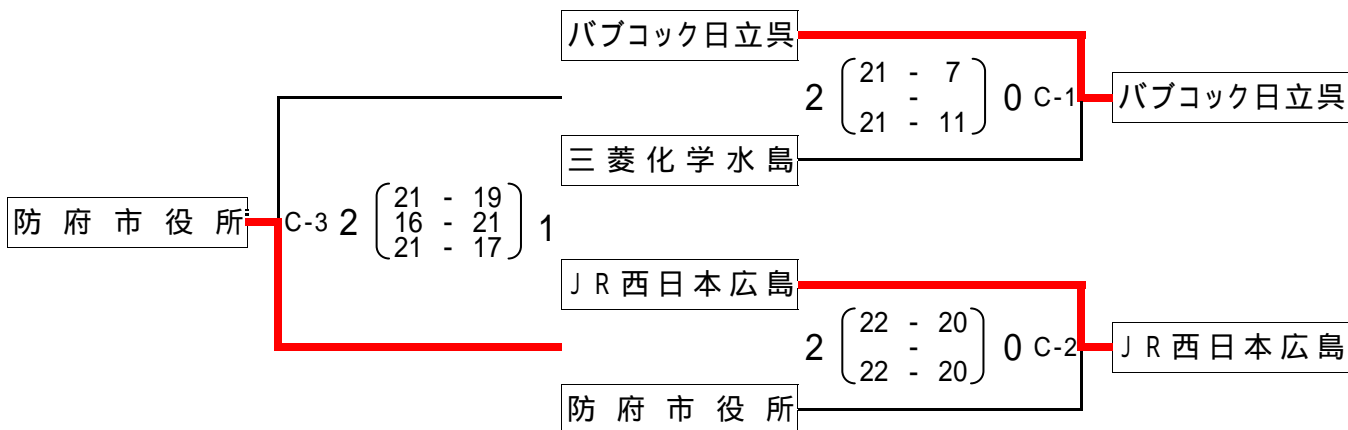 バブコック日立呉
2 21 - 7 0 C-1
-
21 - 11
バブコック日立呉
三菱化学水島
防府市役所 C-3 2 21 - 19 1
16 - 21
21 - 17
JR西日本広島
2 22 - 20 0 C-2
-
22 - 20
JR西日本広島
防府市役所